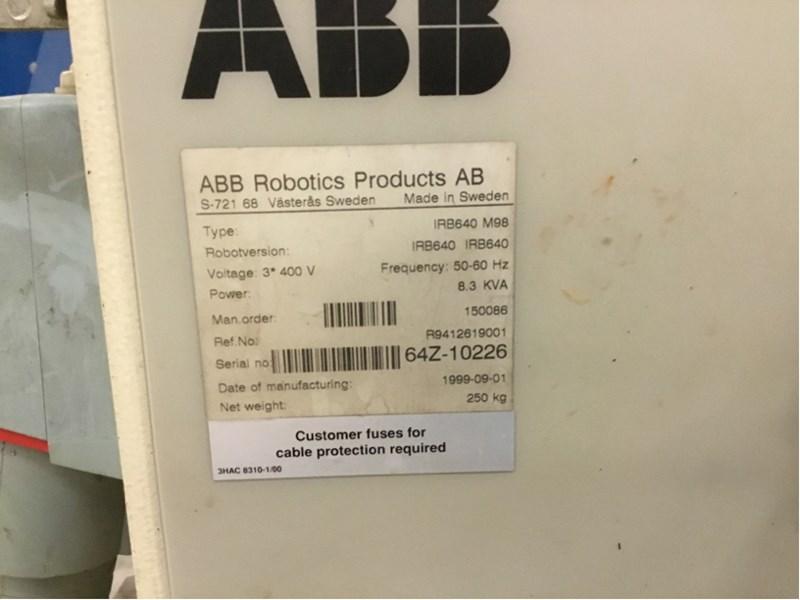 ABB
ABB Robotics Products AB
S-721 68 Västerås Sweden Made in Sweden
Type: IRB640 M98
Robotversion: IRB640 IRB640
Voltage: 3* 400 V Frequency: 50-60 Hz
Power: 8.3 KVA
Man.order: 150086
Ref.No: R9412619001
Serial no: 64Z-10226
Date of manufacturing: 1999-09-01
Net weight: 250 kg
Customer fuses for
cable protection required
3HAC 8310-1/00